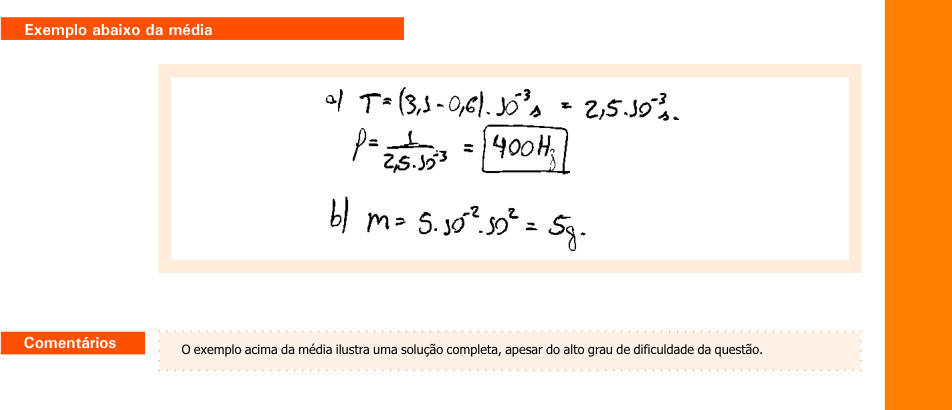 Exemplo abaixo da média
a) T = (3,1 - 0,6) . 10⁻³ s = 2,5 . 10⁻³ s.
f = 1 / 2,5 . 10⁻³ = 400 Hz
b) m = 5 . 10⁻² . 10² = 5g.
Comentários
O exemplo acima da média ilustra uma solução completa, apesar do alto grau de dificuldade da questão.